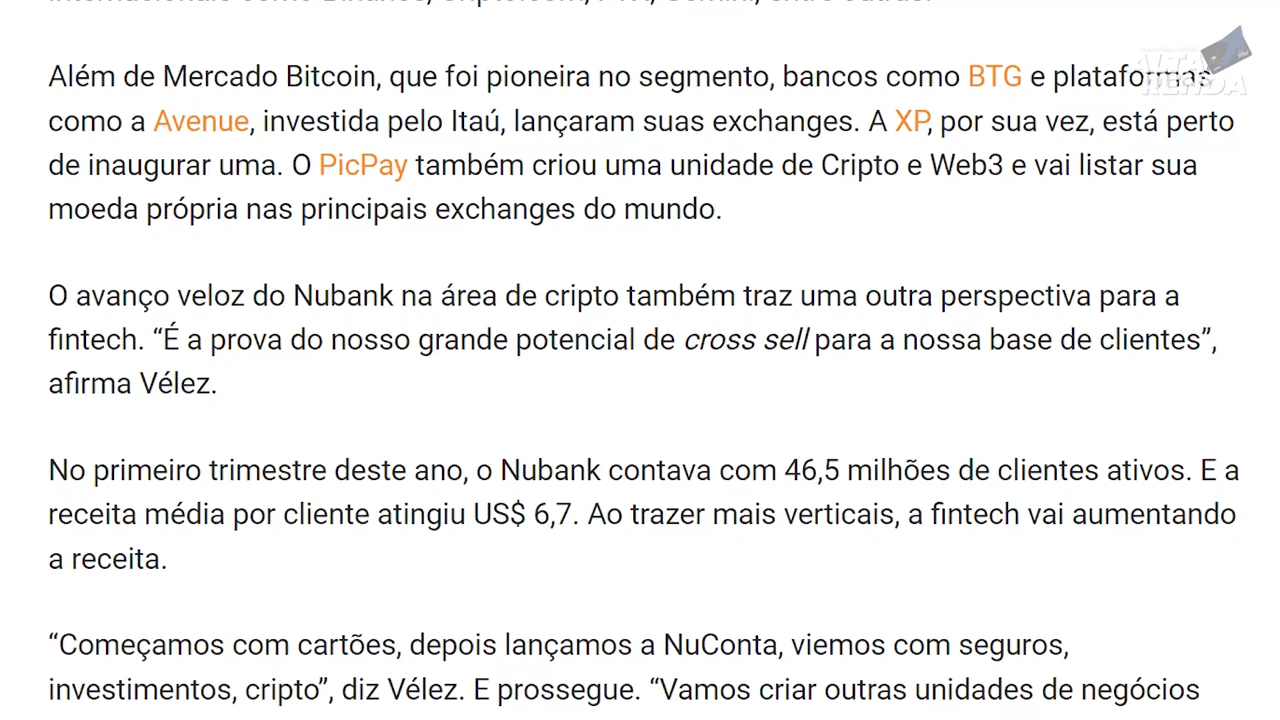 Além de Mercado Bitcoin, que foi pioneira no segmento, bancos como BTG e plataformas
como a Avenue, investida pelo Itaú, lançaram suas exchanges. A XP, por sua vez, está perto
de inaugurar uma. O PicPay também criou uma unidade de Cripto e Web3 e vai listar sua
moeda própria nas principais exchanges do mundo.
O avanço veloz do Nubank na área de cripto também traz uma outra perspectiva para a
fintech. “É a prova do nosso grande potencial de cross sell para a nossa base de clientes”,
afirma Vélez.
No primeiro trimestre deste ano, o Nubank contava com 46,5 milhões de clientes ativos. E a
receita média por cliente atingiu US$ 6,7. Ao trazer mais verticais, a fintech vai aumentando
a receita.
“Começamos com cartões, depois lançamos a NuConta, viemos com seguros,
investimentos, cripto”, diz Vélez. E prossegue. “Vamos criar outras unidades de negócios
ALTA
RENDA